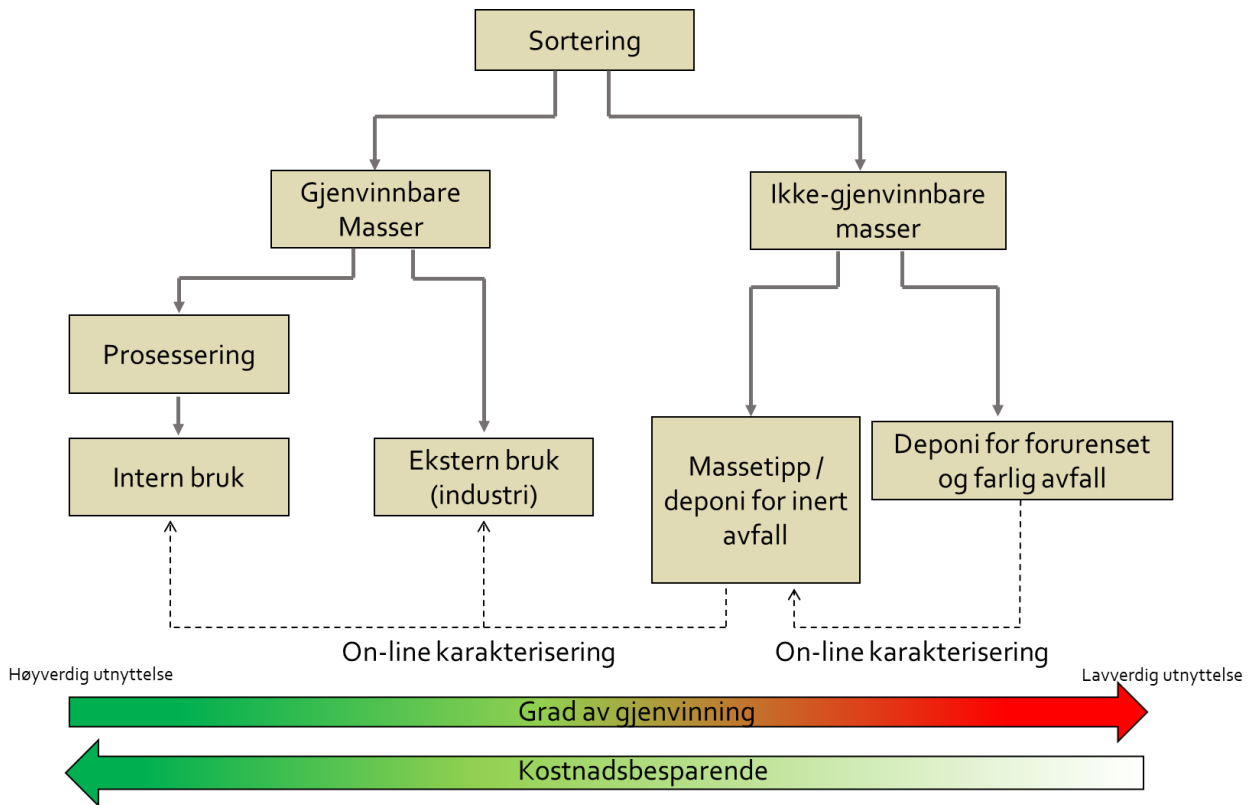 Sortering
Gjenvinnbare
Masser
Ikke-gjenvinnbare
masser
Prosessering
Intern bruk
Ekstern bruk
(industri)
Massetipp /
deponi for inert
avfall
Deponi for forurenset
og farlig avfall
On-line karakterisering
On-line karakterisering
Høyverdig utnyttelse
Lavverdig utnyttelse
Grad av gjenvinning
Kostnadsbesparende